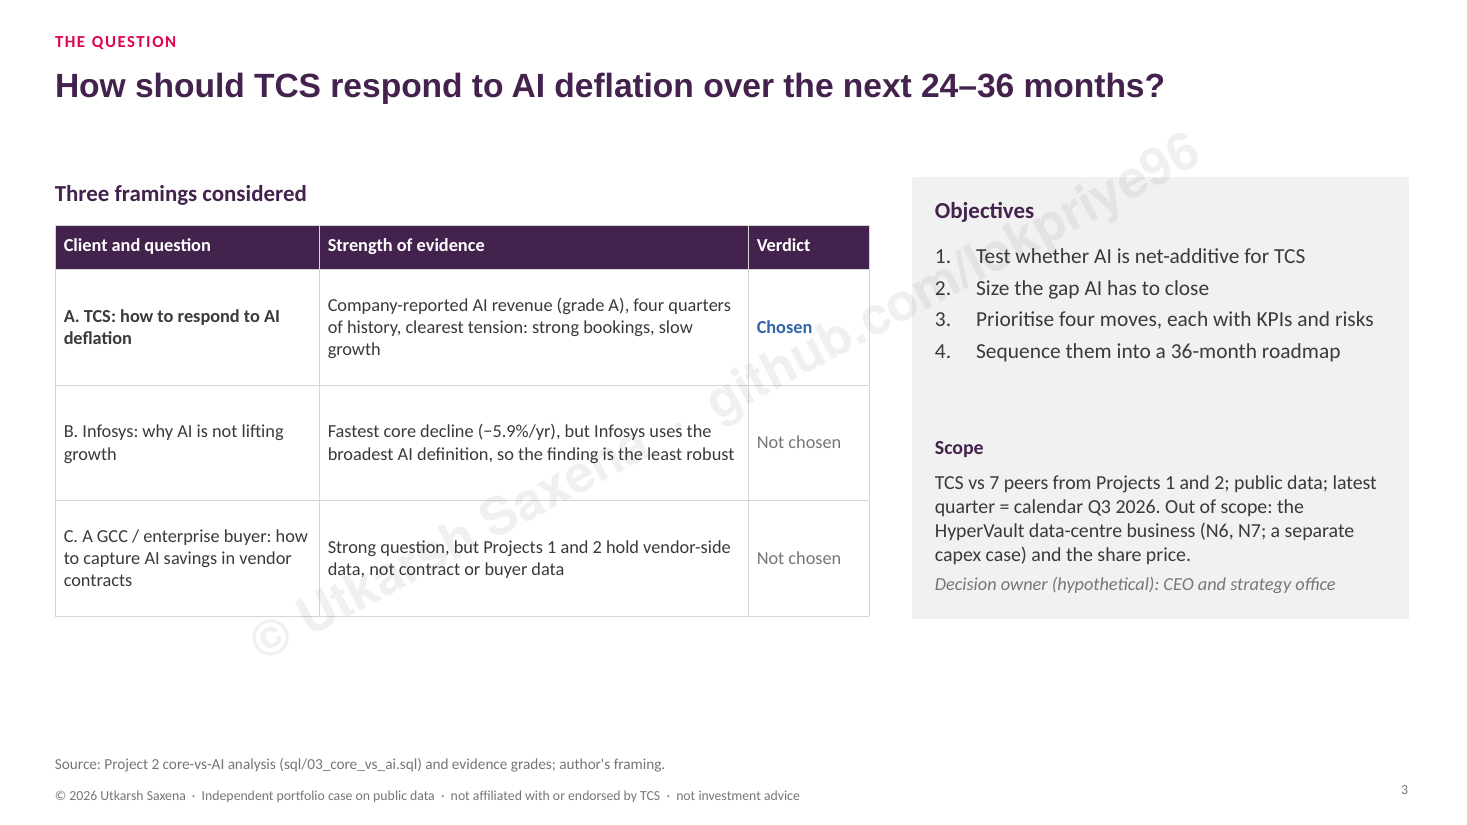 THE QUESTION
How should TCS respond to AI deflation over the next 24–36 months?
Three framings considered
Client and question
Strength of evidence
Verdict
A. TCS: how to respond to AI
deflation
Company-reported AI revenue (grade A), four quarters
of history, clearest tension: strong bookings, slow
growth
Chosen
B. Infosys: why AI is not lifting
growth
Fastest core decline (−5.9%/yr), but Infosys uses the
broadest AI definition, so the finding is the least robust
Not chosen
C. A GCC / enterprise buyer: how
to capture AI savings in vendor
contracts
Strong question, but Projects 1 and 2 hold vendor-side
data, not contract or buyer data
Not chosen
Objectives
1. Test whether AI is net-additive for TCS
2. Size the gap AI has to close
3. Prioritise four moves, each with KPIs and risks
4. Sequence them into a 36-month roadmap
Scope
TCS vs 7 peers from Projects 1 and 2; public data; latest
quarter = calendar Q3 2026. Out of scope: the
HyperVault data-centre business (N6, N7; a separate
capex case) and the share price.
Decision owner (hypothetical): CEO and strategy office
© Utkarsh Saxena · github.com/lokpriye96
Source: Project 2 core-vs-AI analysis (sql/03_core_vs_ai.sql) and evidence grades; author's framing.
© 2026 Utkarsh Saxena · Independent portfolio case on public data · not affiliated with or endorsed by TCS · not investment advice
3